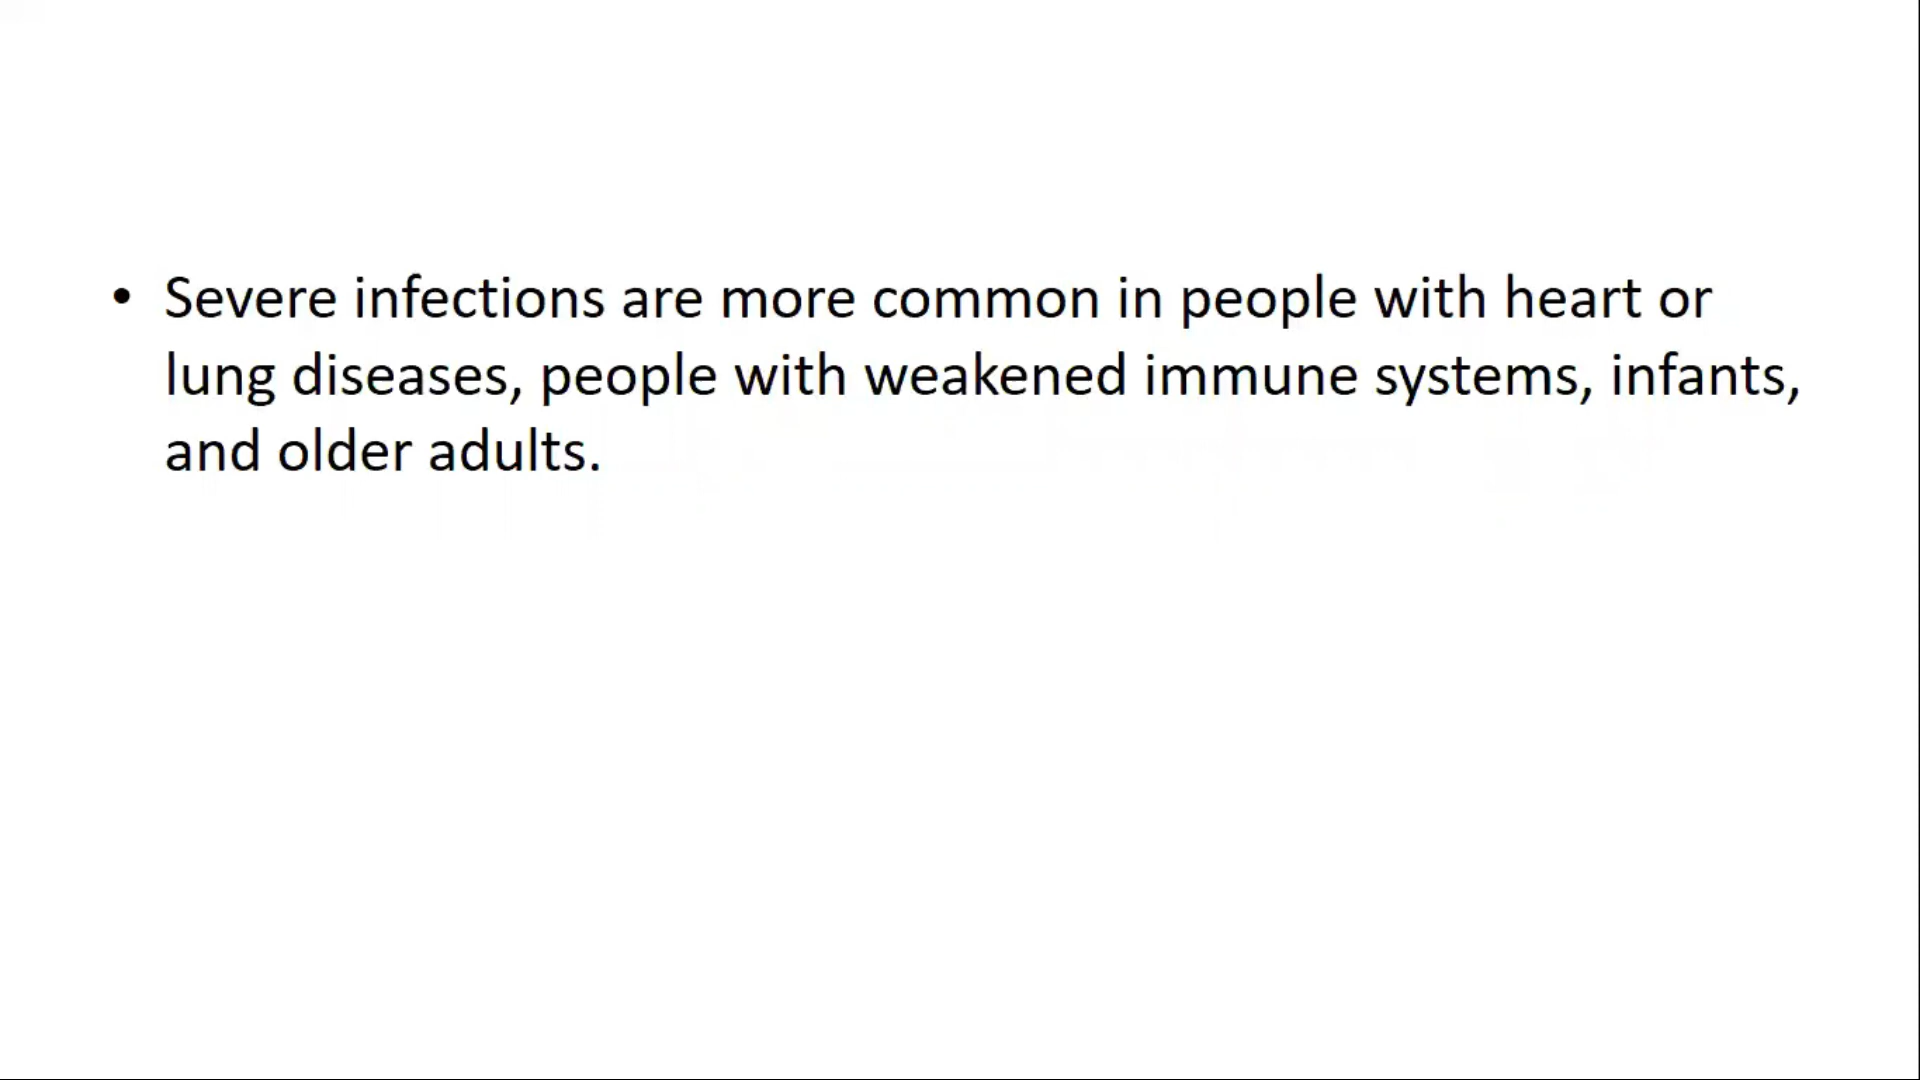 • Severe infections are more common in people with heart or
lung diseases, people with weakened immune systems, infants,
and older adults.